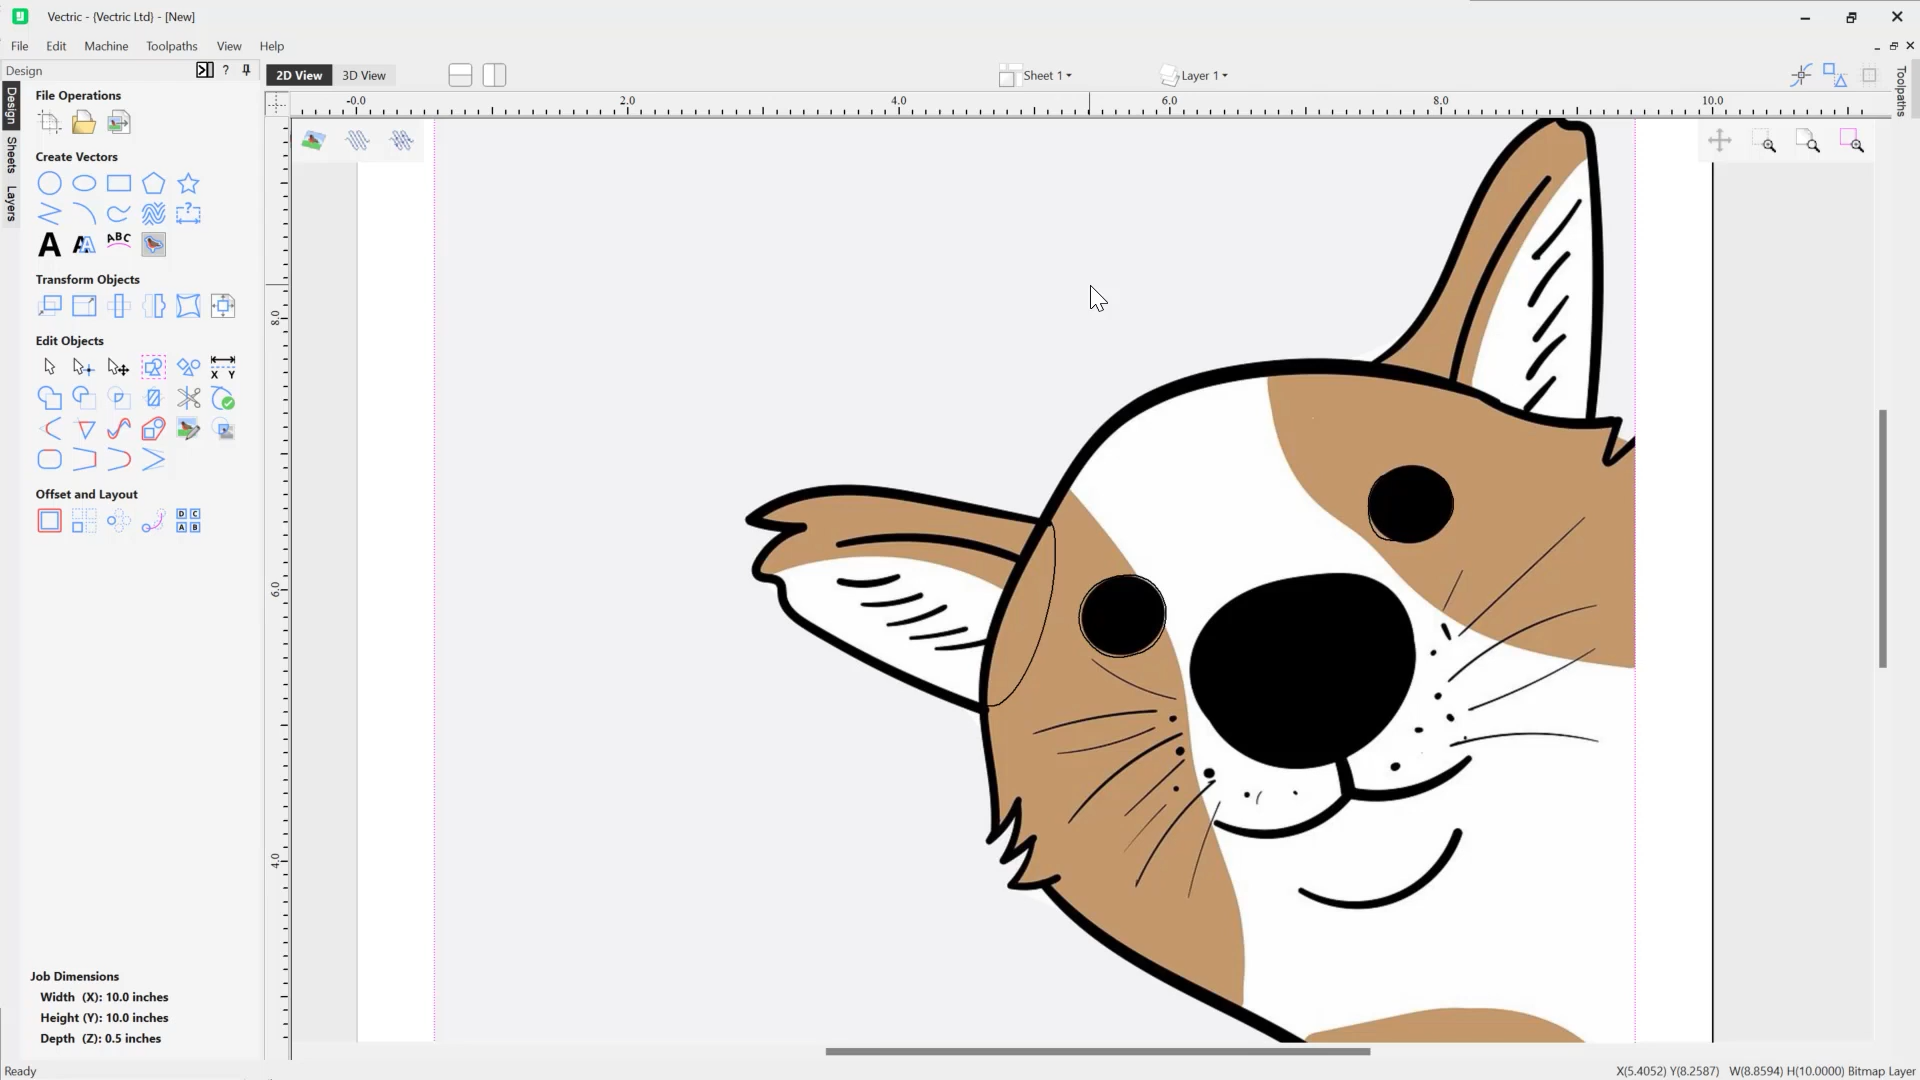 Vectric - {Vectric Ltd} - [New]
File Edit Machine Toolpaths View Help
Design
2D View 3D View
Sheet 1
Layer 1
Toolpaths
Design
Sheets
Layers
File Operations
Create Vectors
A A ABC
Transform Objects
Edit Objects
X Y
Offset and Layout
D C
A B
Job Dimensions
Width (X): 10.0 inches
Height (Y): 10.0 inches
Depth (Z): 0.5 inches
-0.0 2.0 4.0 6.0 8.0 10.0
8.0
6.0
4.0
Ready
X(5.4052) Y(8.2587) W(8.8594) H(10.0000) Bitmap Layer